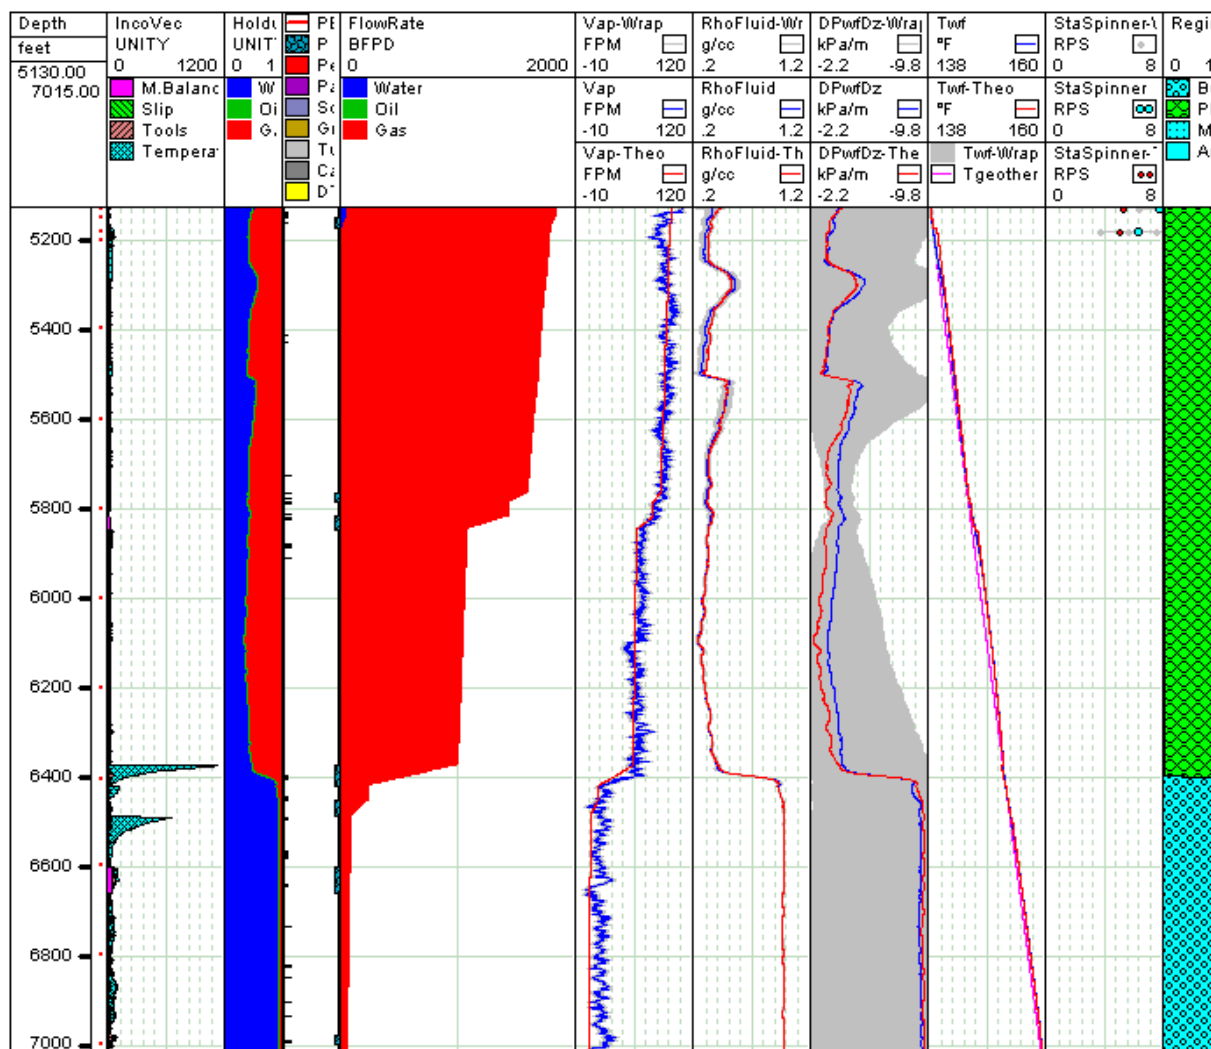 Depth
feet
5130.00
7015.00
IncoVec
UNITY
0 1200
M.Balanc
Slip
Tools
Tempera
Holdu
UNIT
0 1
W
Oi
G.
PE
P
Pe
Pa
Sc
Tu
Ca
FlowRate
BFPD
0 2000
Water
Oil
Gas
Vap-Wrap
FPM
-10 120
Vap
FPM
-10 120
Vap-Theo
FPM
-10 120
RhoFluid-Wr
g/cc
.2 1.2
RhoFluid
g/cc
.2 1.2
RhoFluid-Th
g/cc
.2 1.2
DPwfDz-Wra
kPa/m
-2.2 -9.8
DPwfDz
kPa/m
-2.2 -9.8
DPwfDz-The
kPa/m
-2.2 -9.8
Twf
°F
138 160
Twf-Theo
°F
138 160
Twf-Wrap
Tgeother
StaSpinner-
RPS
0 8
StaSpinner
RPS
0 8
StaSpinner-
RPS
0 8
Regi
0 1
B
Pl
M
A
5200
5400
5600
5800
6000
6200
6400
6600
6800
7000